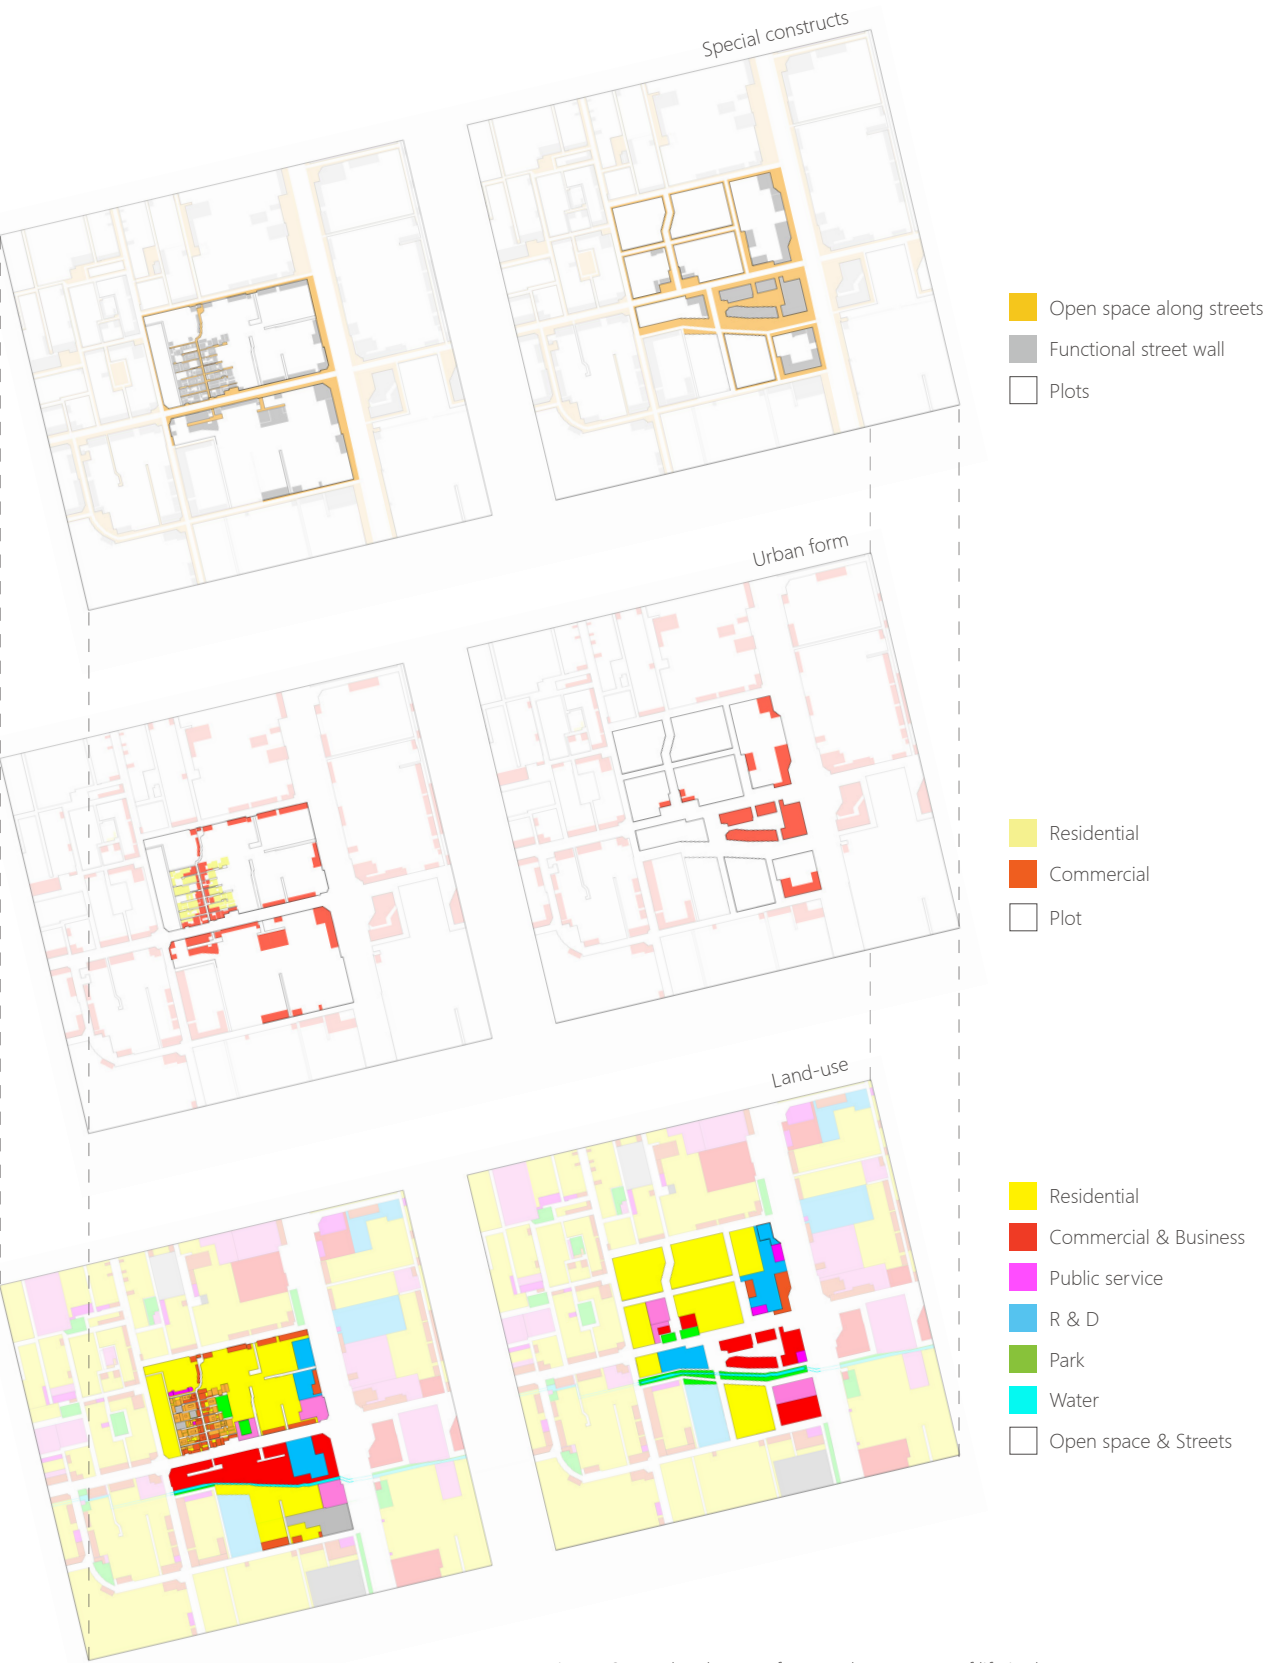 Special constructs
Open space along streets
Functional street wall
Plots
Urban form
Residential
Commercial
Plot
Land-use
Residential
Commercial & Business
Public service
R & D
Park
Water
Open space & Streets